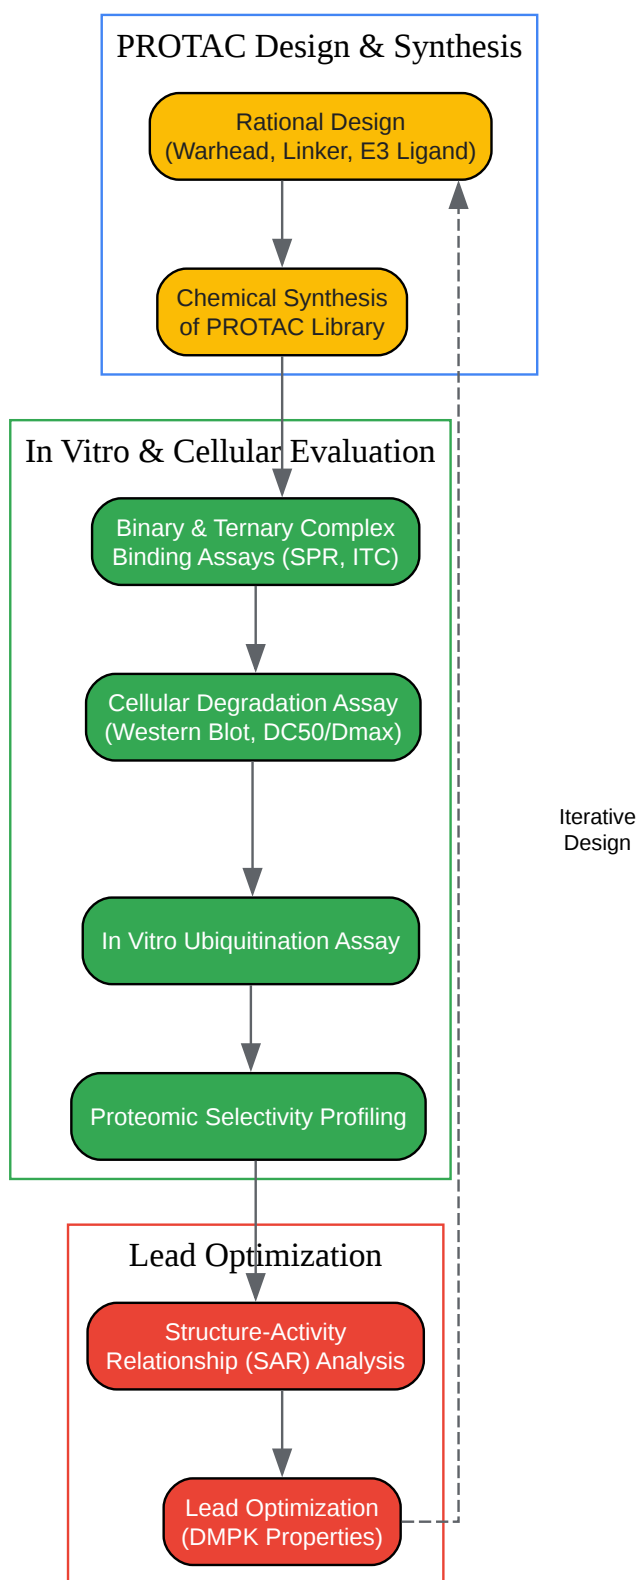 PROTAC Design & Synthesis
Rational Design
(Warhead, Linker, E3 Ligand)
Chemical Synthesis
of PROTAC Library
In Vitro & Cellular Evaluation
Binary & Ternary Complex
Binding Assays (SPR, ITC)
Cellular Degradation Assay
(Western Blot, DC50/Dmax)
Iterative
Design
In Vitro Ubiquitination Assay
Proteomic Selectivity Profiling
Lead Optimization
Structure-Activity
Relationship (SAR) Analysis
Lead Optimization
(DMPK Properties)